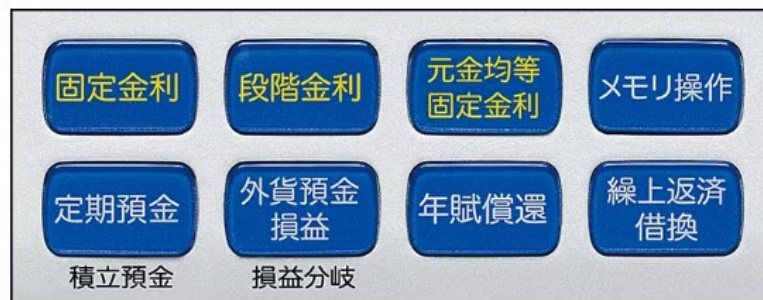 固定金利
段階金利
元金均等
固定金利
メモリ操作
定期預金
外貨預金
損益
年賦償還
繰上返済
借換
積立預金
損益分岐